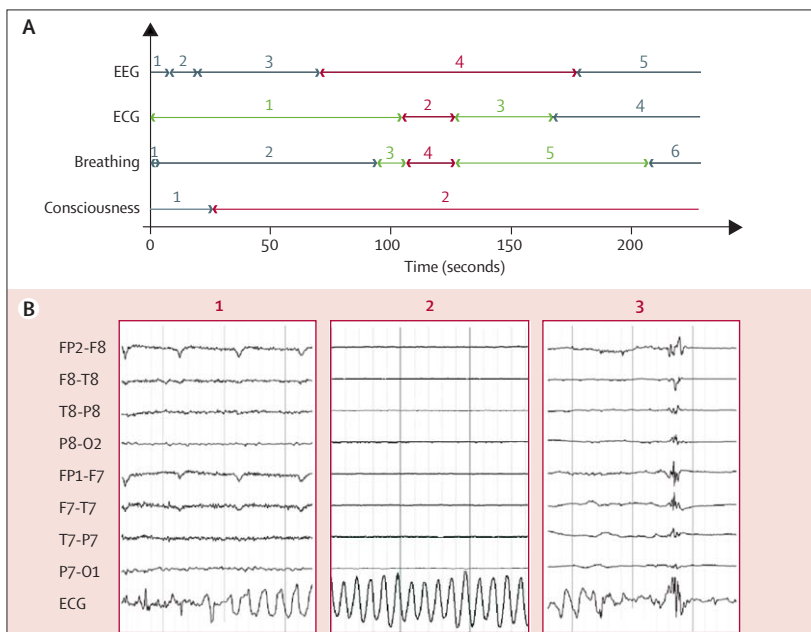 A
EEG 1 2 3 4 5
ECG 1 2 3 4
Breathing 1 2 3 4 5 6
Consciousness 1 2
0 50 100 150 200
Time (seconds)
B 1 2 3
FP2-F8
F8-T8
T8-P8
P8-O2
FP1-F7
F7-T7
T7-P7
P7-O1
ECG